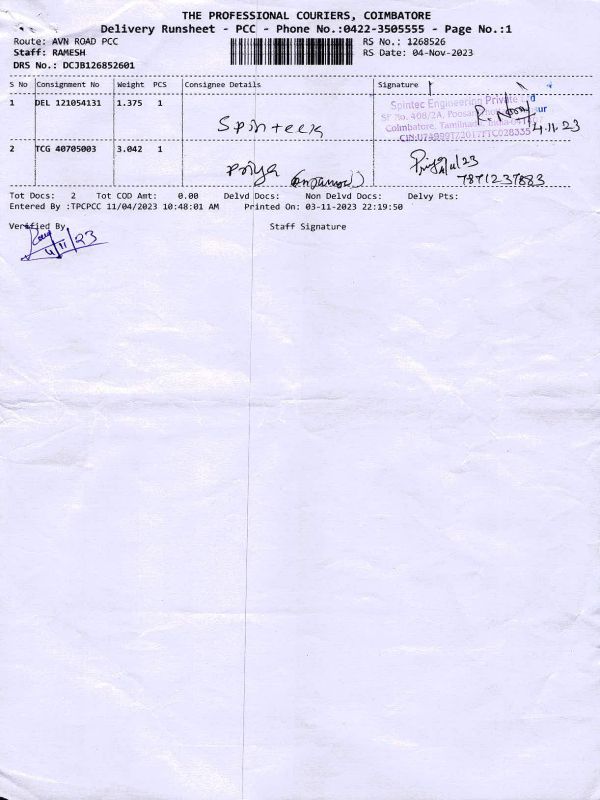 THE PROFESSIONAL COURIERS, COIMBATORE
Delivery Runsheet - PCC - Phone No.:0422-3505555 - Page No.:1
Route: AVN ROAD PCC RS No.: 1268526
Staff: RAMESH RS Date: 04-Nov-2023
DRS No.: DCJB126852601
S No Consignment No Weight PCS Consignee Details Signature
1 DEL 121054131 1.375 1
Spintec Engineering Private
SF No. 408/2A,
Coimbatore, Tamilnadu
4.11.23
2 TCG 40705003 3.042 1
Priya
7871237883
Tot Docs: 2 Tot COD Amt: 0.00 Delvd Docs: Non Delvd Docs: Delvy Pts:
Entered By :TPCPCC 11/04/2023 10:48:01 AM Printed On: 03-11-2023 22:19:50
Verified By, Staff Signature
4/11/23